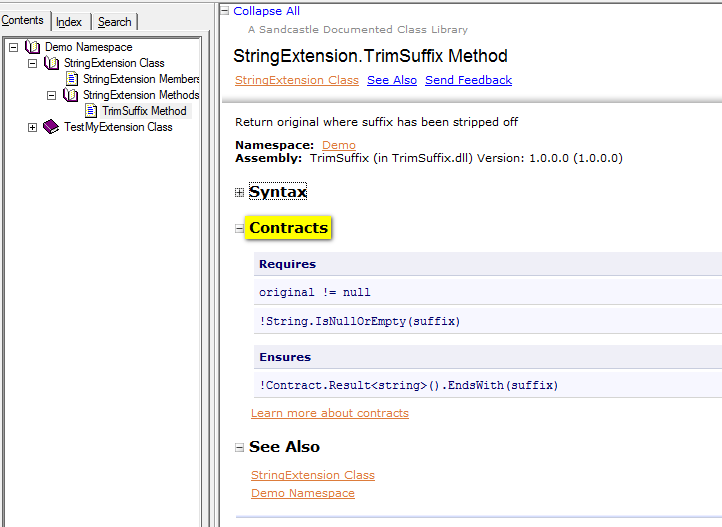 Contents Index Search
Demo Namespace
StringExtension Class
StringExtension Members
StringExtension Methods
TrimSuffix Method
TestMyExtension Class
Collapse All
A Sandcastle Documented Class Library
StringExtension.TrimSuffix Method
StringExtension Class See Also Send Feedback
Return original where suffix has been stripped off
Namespace: Demo
Assembly: TrimSuffix (in TrimSuffix.dll) Version: 1.0.0.0 (1.0.0.0)
Syntax
Contracts
Requires
original != null
!String.IsNullOrEmpty(suffix)
Ensures
!Contract.Result<string>().EndsWith(suffix)
Learn more about contracts
See Also
StringExtension Class
Demo Namespace